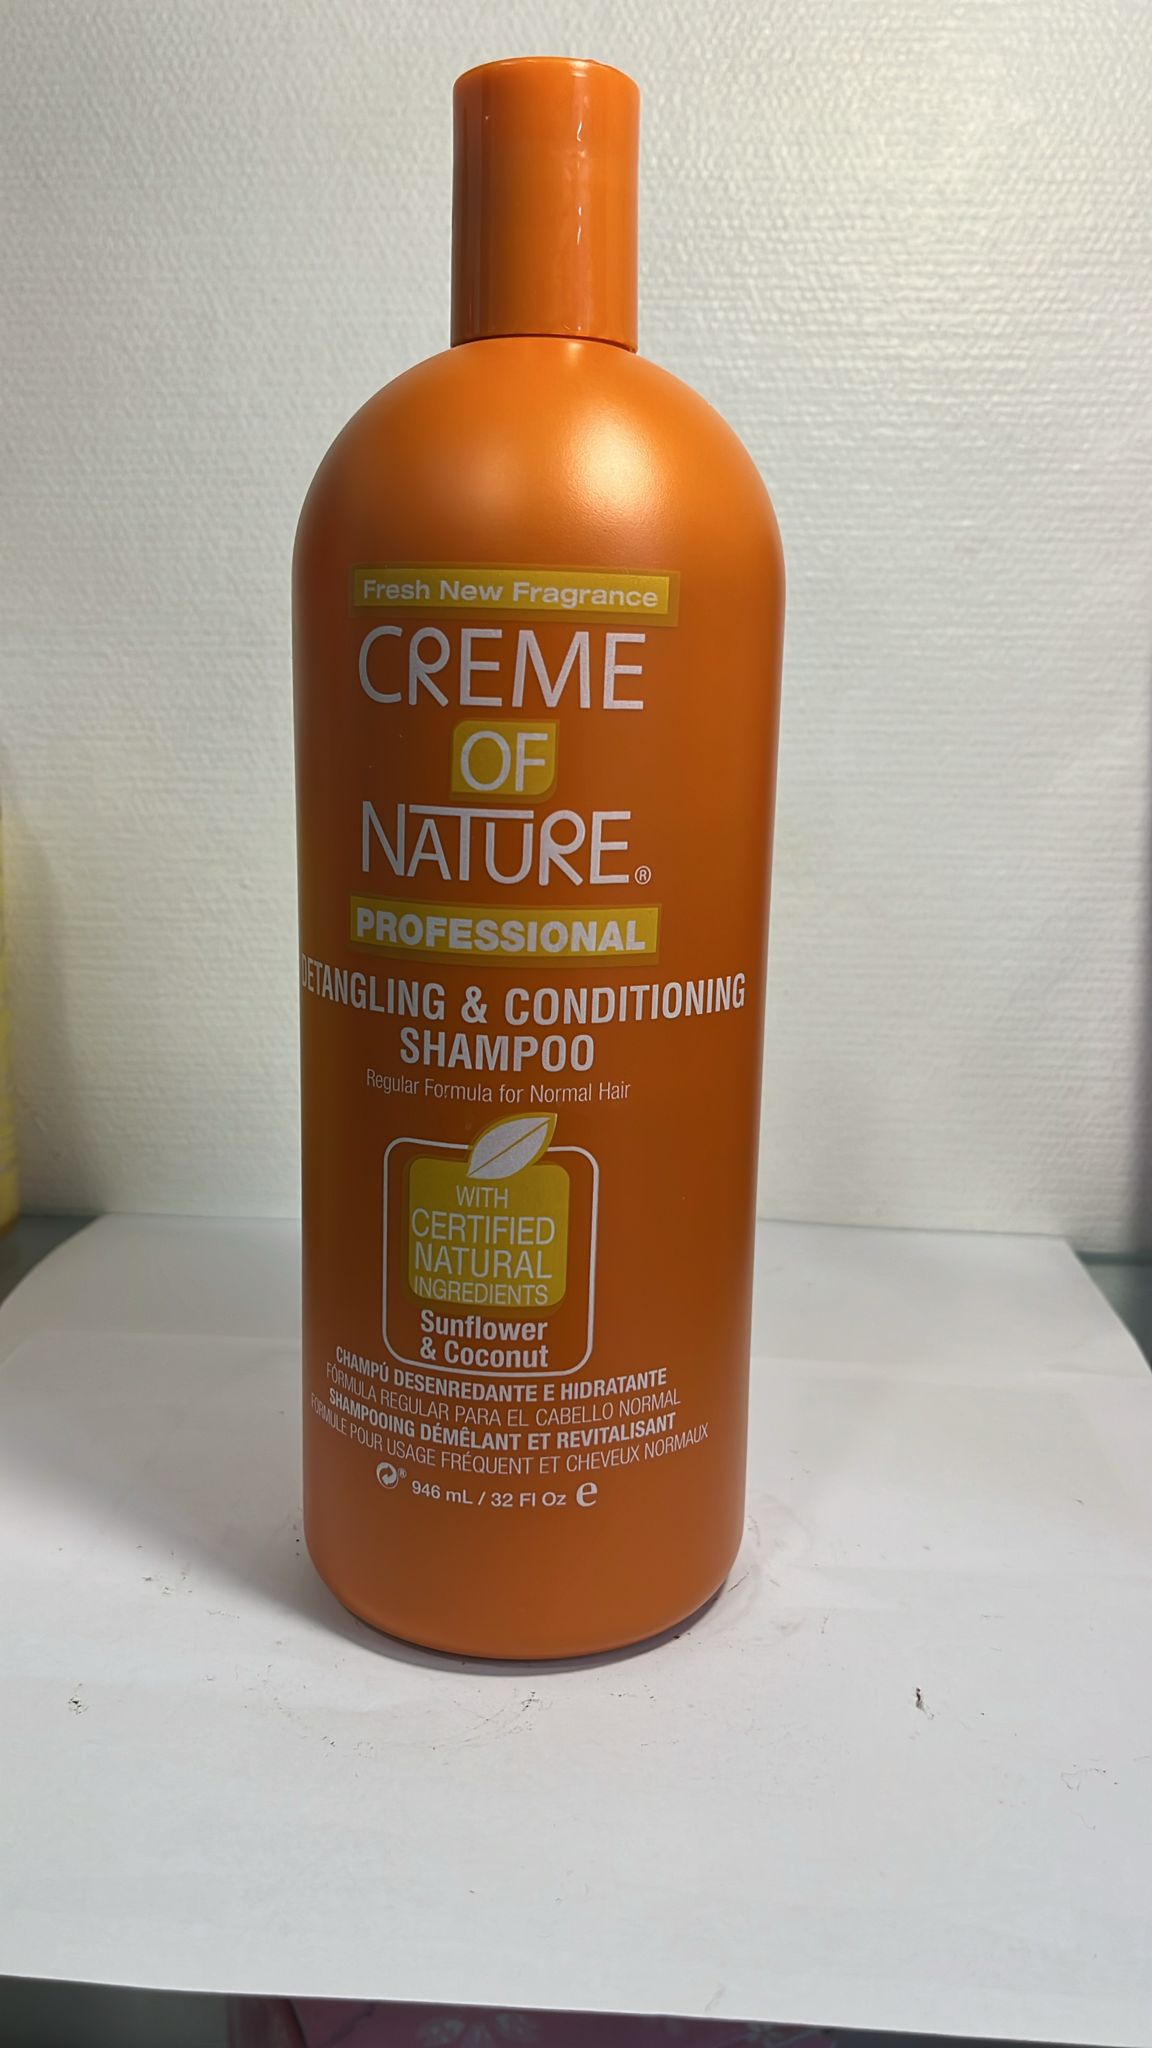 Fresh New Fragrance
CREME
OF
NATURE®
PROFESSIONAL
DETANGLING & CONDITIONING
SHAMPOO
Regular Formula for Normal Hair
WITH
CERTIFIED
NATURAL
INGREDIENTS
Sunflower
& Coconut
CHAMPÚ DESENREDANTE E HIDRATANTE
FÓRMULA REGULAR PARA EL CABELLO NORMAL
SHAMPOOING DÉMÊLANT ET REVITALISANT
FORMULE POUR USAGE FRÉQUENT ET CHEVEUX NORMAUX
® 946 mL / 32 Fl Oz e